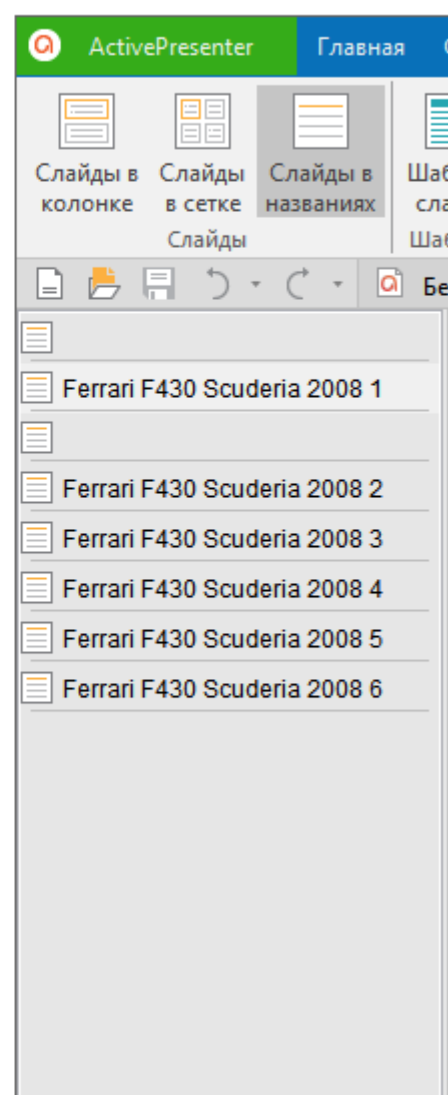 ActivePresenter Главная
Слайды в колонке
Слайды в сетке
Слайды в названиях
Слайды
Ferrari F430 Scuderia 2008 1
Ferrari F430 Scuderia 2008 2
Ferrari F430 Scuderia 2008 3
Ferrari F430 Scuderia 2008 4
Ferrari F430 Scuderia 2008 5
Ferrari F430 Scuderia 2008 6